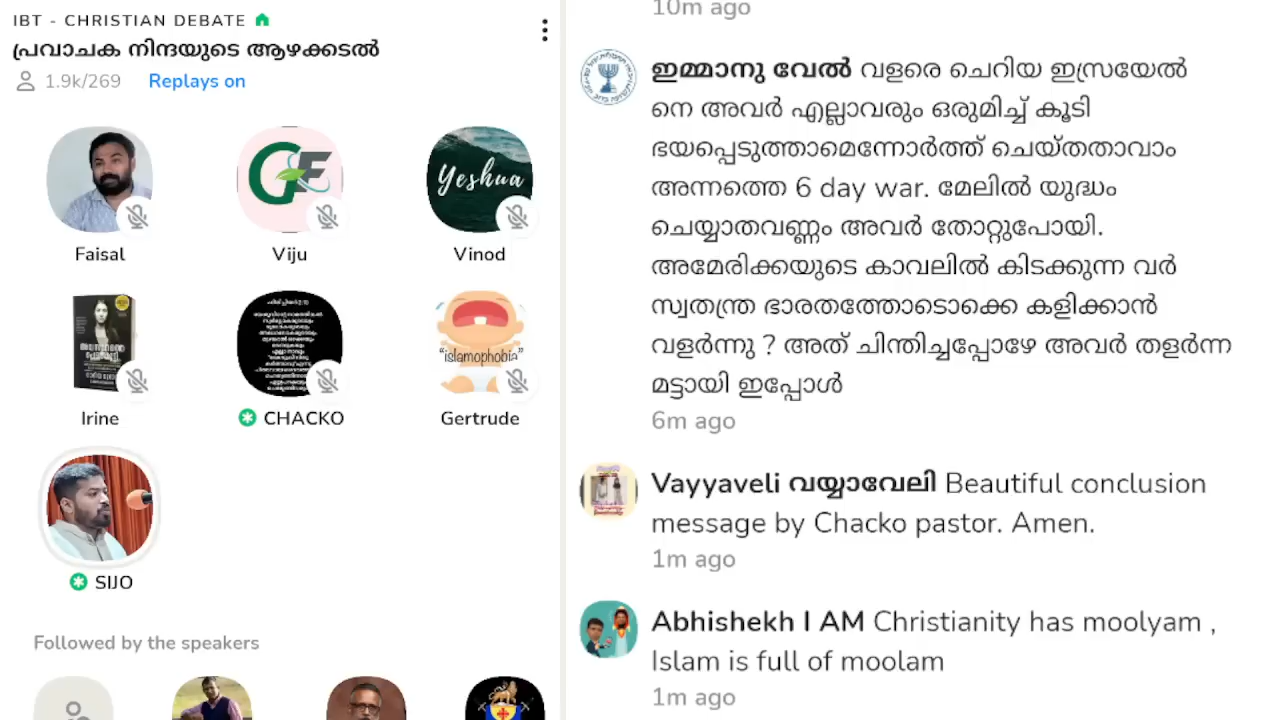 IBT - CHRISTIAN DEBATE
പ്രവാചക നിന്ദയുടെ ആഴക്കടൽ
1.9k/269 Replays on
Yeshua
Faisal
Viju
Vinod
"islamophobia"
Irine
CHACKO
Gertrude
SIJO
Followed by the speakers
10m ago
ഇമ്മാനു വേൽ വളരെ ചെറിയ ഇസ്രയേൽ
നെ അവർ എല്ലാവരും ഒരുമിച്ച് കൂടി
ഭയപ്പെടുത്താമെന്നോർത്ത് ചെയ്തതാവാം
അന്നത്തെ 6 day war. മേലിൽ യുദ്ധം
ചെയ്യാതവണ്ണം അവർ തോറ്റുപോയി.
അമേരിക്കയുടെ കാവലിൽ കിടക്കുന്ന വർ
സ്വതന്ത്ര ഭാരതത്തോടൊക്കെ കളിക്കാൻ
വളർന്നു ? അത് ചിന്തിച്ചപ്പോഴേ അവർ തളർന്ന
മട്ടായി ഇപ്പോൾ
6m ago
Vayyaveli വയ്യാവേലി Beautiful conclusion
message by Chacko pastor. Amen.
1m ago
Abhishekh I AM Christianity has moolyam ,
Islam is full of moolam
1m ago